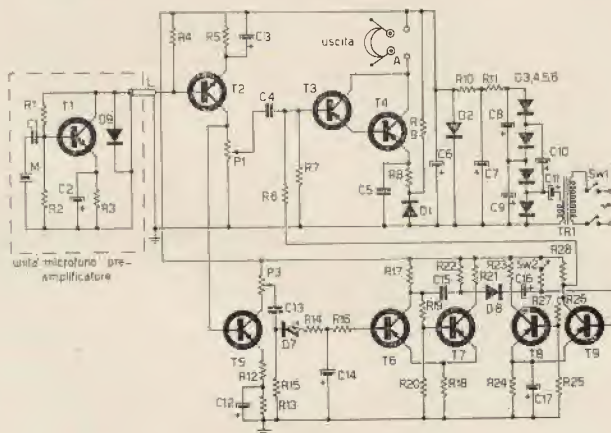 R4
R5
C3
uscita
A
T1
D9
L
T2
C4
T3
T4
R10
R11
D3,4,5,6
R1
C1
M
C2
R2
R3
P1
R6
R7
C5
R8
R9
D1
C6
D2
C7
C8
C9
C10
C11
SW1
TR1
unita microfono pre-
amplificatore
P3
C13
T5
R12
C12
R13
D7
R14
R16
R15
C14
R17
C15
R22
R19
T6
R20
T7
R18
R21
D8
R23
SW2
C16
R28
R27
R26
T8
T9
R24
C17
R25